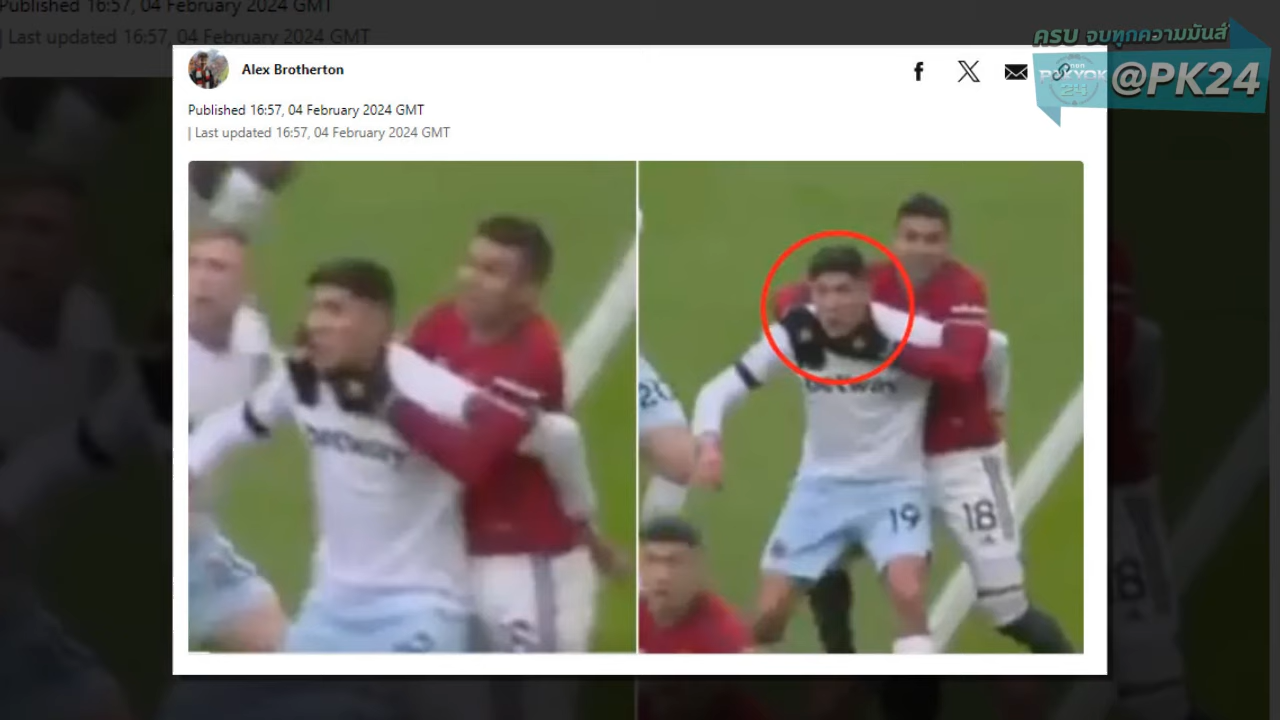 Published 16:57, 04 February 2024 GMT
| Last updated 16:57, 04 February 2024 GMT
ครบ จบทุกความมันส์
@PK24
Alex Brotherton
Published 16:57, 04 February 2024 GMT
| Last updated 16:57, 04 February 2024 GMT
betway
19
18
20